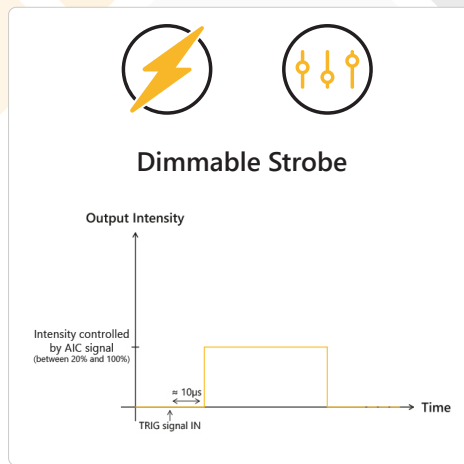 Dimmable Strobe
Output Intensity
Intensity controlled
by AIC signal
(between 20% and 100%)
≈ 10µs
Time
TRIG signal IN